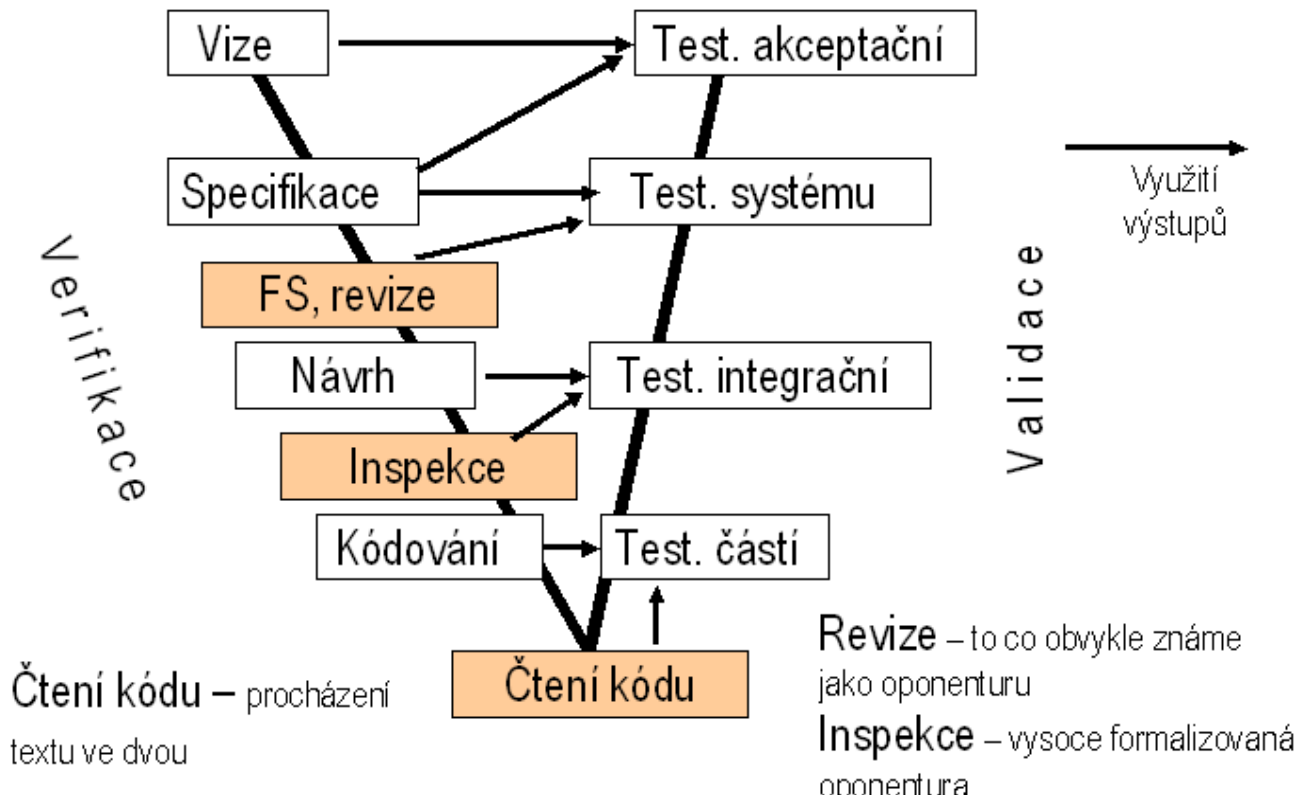 Vize
Test. akceptační
Specifikace
Test. systému
Využití
výstupů
Verifikace
FS, revize
Validace
Návrh
Test. integrační
Inspekce
Kódování
Test. částí
Čtení kódu
Čtení kódu – procházení
textu ve dvou
Revize – to co obvykle známe
jako oponenturu
Inspekce – vysoce formalizovaná
oponentura